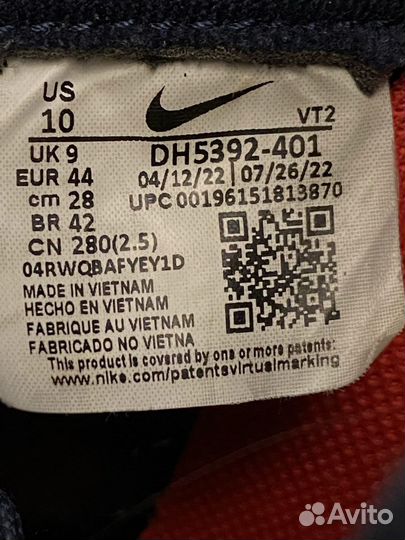 US
10
VT2
UK 9
DH5392-401
EUR 44
04/12/22 07/26/22
cm 28
UPC 00196151813870
BR 42
CN 280(2.5)
04RWQBAFYEY1D
MADE IN VIETNAM
HECHO EN VIETNAM
FABRIQUE AU VIETNAM
FABRICADO NO VIETNA
This product is covered by one or more patents:
www.nike.com/patentsvirtualmarking
Avito